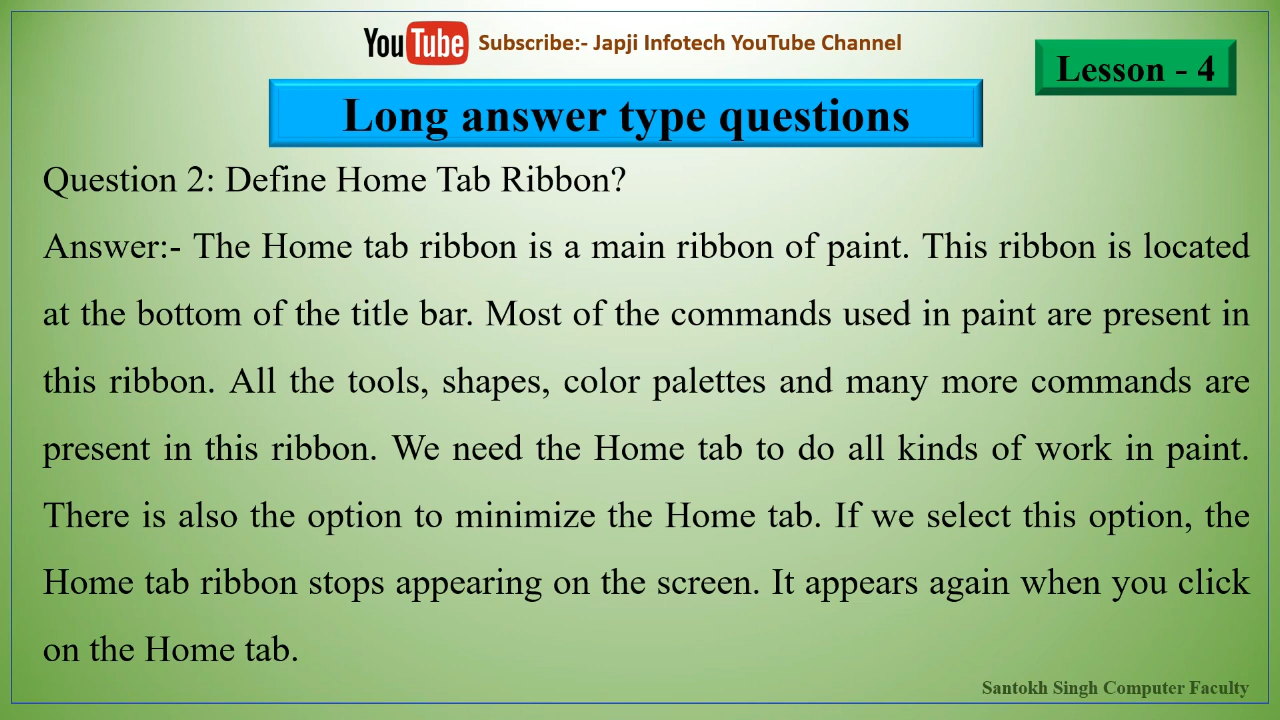 YouTube Subscribe:- Japji Infotech YouTube Channel
Lesson - 4
Long answer type questions
Question 2: Define Home Tab Ribbon?
Answer:- The Home tab ribbon is a main ribbon of paint. This ribbon is located
at the bottom of the title bar. Most of the commands used in paint are present in
this ribbon. All the tools, shapes, color palettes and many more commands are
present in this ribbon. We need the Home tab to do all kinds of work in paint.
There is also the option to minimize the Home tab. If we select this option, the
Home tab ribbon stops appearing on the screen. It appears again when you click
on the Home tab.
Santokh Singh Computer Faculty